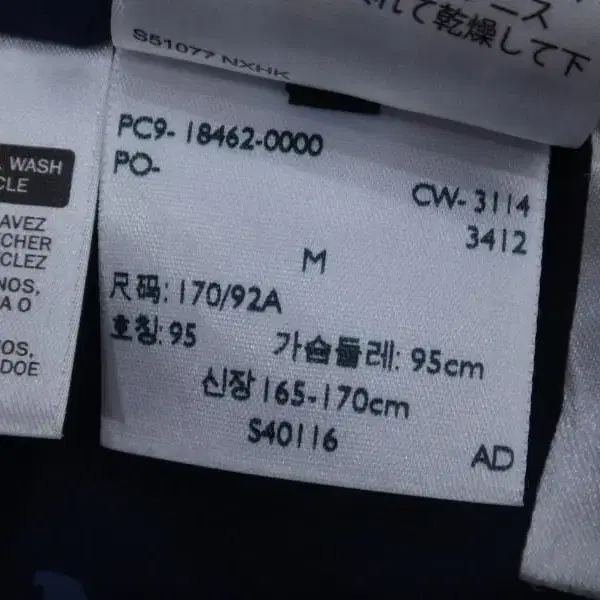 て乾燥して下
S51077 NXHK
WASH
CLE
AVEZ
CHER
CLEZ
NOS,
A O
OS,
DOE
PC9- 18462-0000
PO-
CW- 3114
3412
M
尺码: 170/92A
호칭: 95 가슴둘레: 95cm
신장 165-170cm
S40116
AD